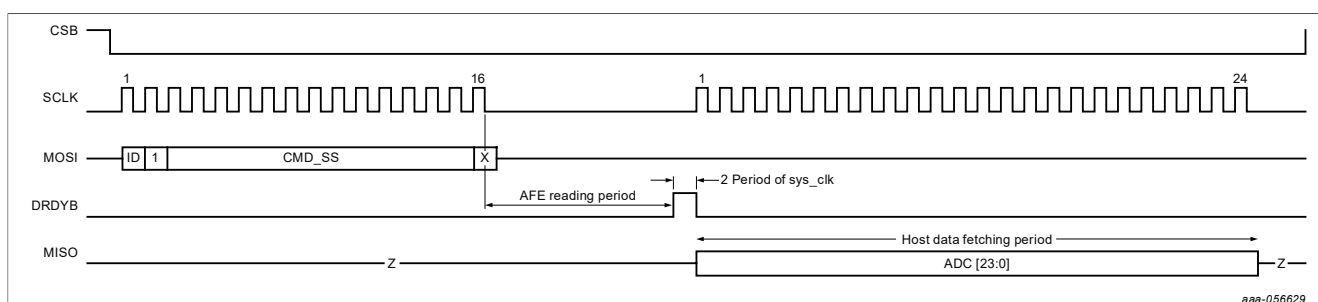 CSB
1 16 1 24
SCLK
MOSI ID 1 CMD_SS X
2 Period of sys_clk
AFE reading period
DRDYB
Host data fetching period
MISO Z ADC [23:0] Z
aaa-056629